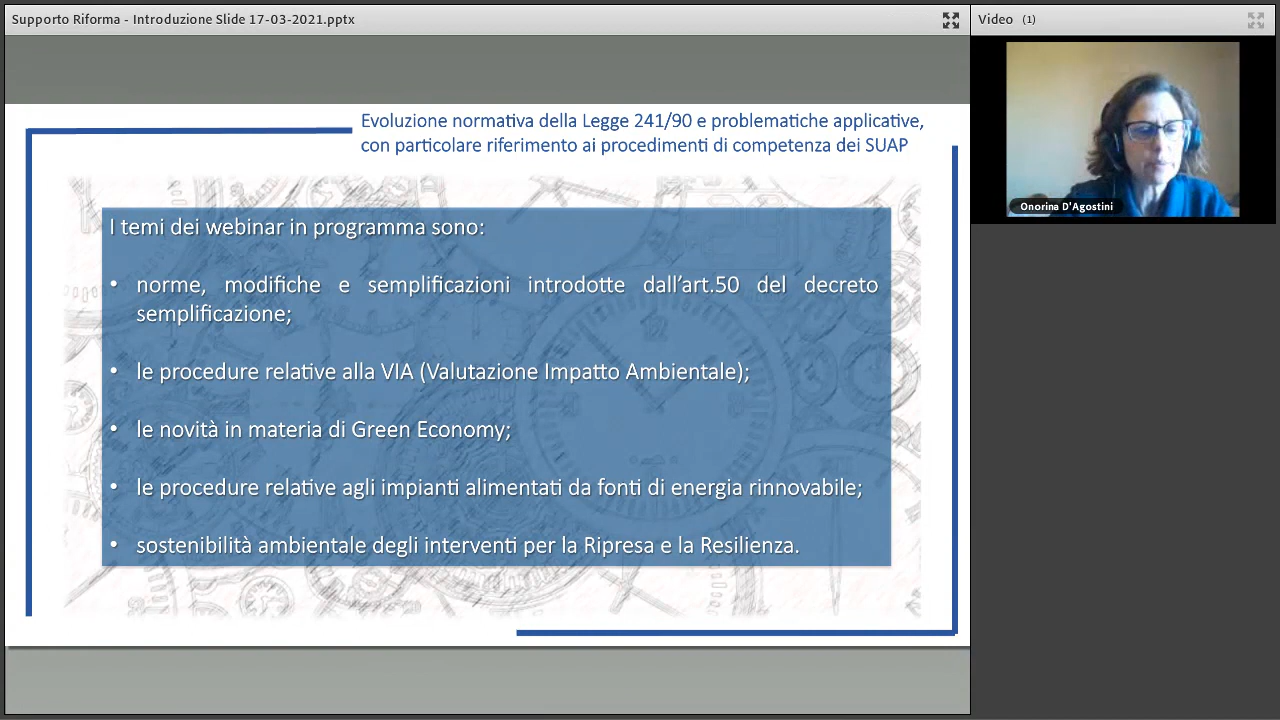 Supporto Riforma - Introduzione Slide 17-03-2021.pptx
Video (1)
Evoluzione normativa della Legge 241/90 e problematiche applicative,
con particolare riferimento ai procedimenti di competenza dei SUAP
I temi dei webinar in programma sono:
• norme, modifiche e semplificazioni introdotte dall’art.50 del decreto
semplificazione;
• le procedure relative alla VIA (Valutazione Impatto Ambientale);
• le novità in materia di Green Economy;
• le procedure relative agli impianti alimentati da fonti di energia rinnovabile;
• sostenibilità ambientale degli interventi per la Ripresa e la Resilienza.
Onorina D'Agostini